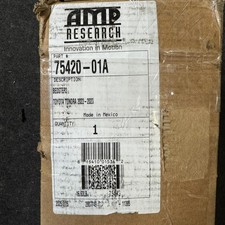 AMP
RESEARCH
Innovation in Motion
PART #
75420-01A
DESCRIPTION:
BEDSTEP2
TOYOTA TUNDRA 2022-2023
Made in Mexico
QUANTITY:
1